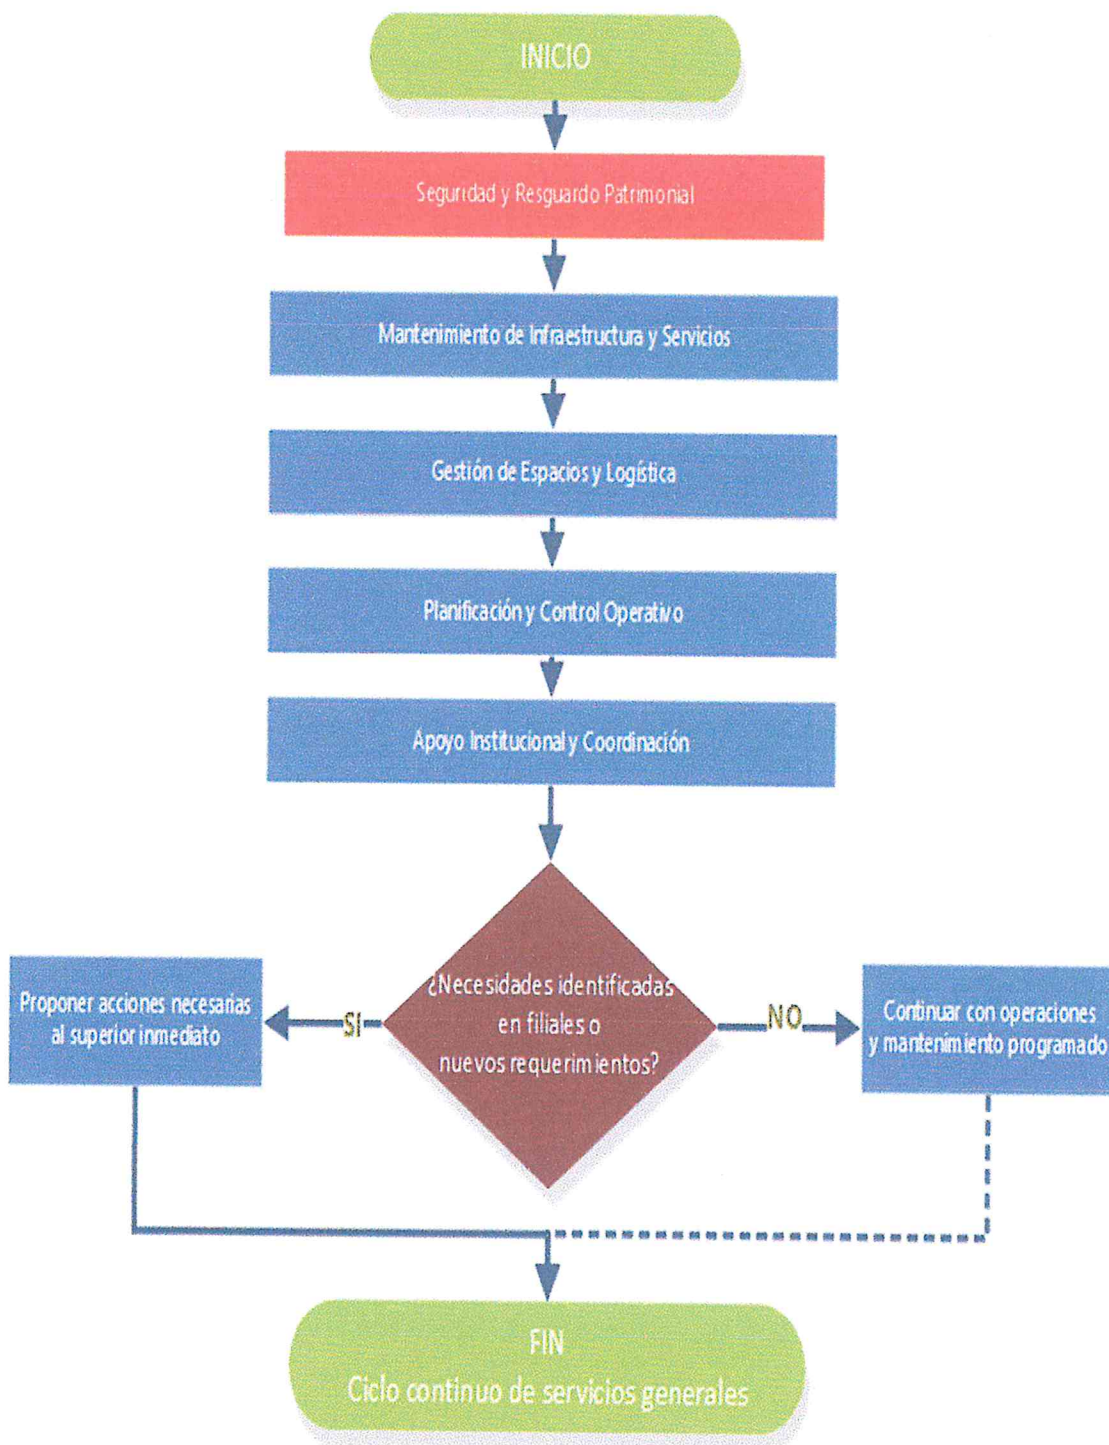 INICIO
Seguridad y Resguardo Patrimonial
Mantenimiento de Infraestructura y Servicios
Gestión de Espacios y Logística
Planificación y Control Operativo
Apoyo Institucional y Coordinación
¿Necesidades identificadas
en filiales o
nuevos requerimientos?
SI
Proponer acciones necesarias
al superior inmediato
NO
Continuar con operaciones
y mantenimiento programado
FIN
Ciclo continuo de servicios generales